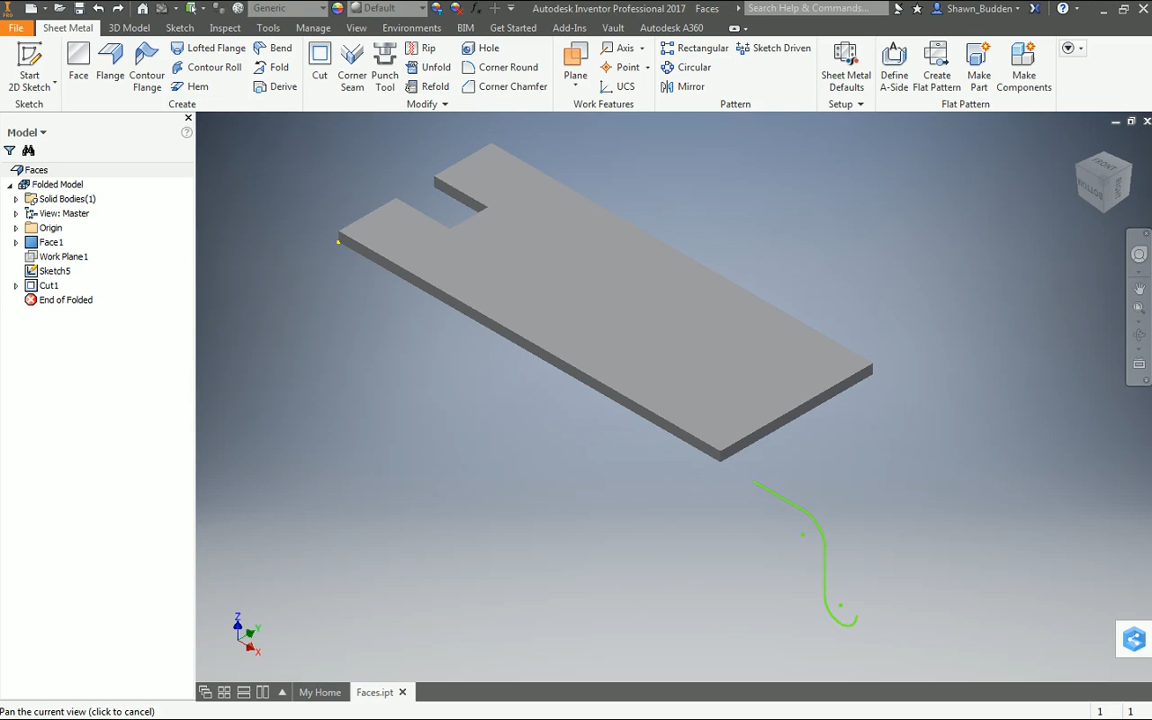 PRO
Generic
Default
Autodesk Inventor Professional 2017
Faces
Search Help & Commands...
Shawn_Budden
File
Sheet Metal
3D Model
Sketch
Inspect
Tools
Manage
View
Environments
BIM
Get Started
Add-Ins
Vault
Autodesk A360
Start
2D Sketch
Sketch
Face
Flange
Contour
Flange
Lofted Flange
Contour Roll
Hem
Bend
Fold
Derive
Create
Cut
Corner
Seam
Punch
Tool
Rip
Unfold
Refold
Hole
Corner Round
Corner Chamfer
Modify
Plane
Axis
Point
UCS
Work Features
Rectangular
Circular
Mirror
Sketch Driven
Pattern
Sheet Metal
Defaults
Setup
Define
A-Side
Create
Flat Pattern
Make
Part
Make
Components
Flat Pattern
Model
Faces
Folded Model
Solid Bodies(1)
View: Master
Origin
Face1
Work Plane1
Sketch5
Cut1
End of Folded
FRONT
BOTTOM
RIGHT
Z
Y
X
My Home
Faces.ipt
Pan the current view (click to cancel)
1
1